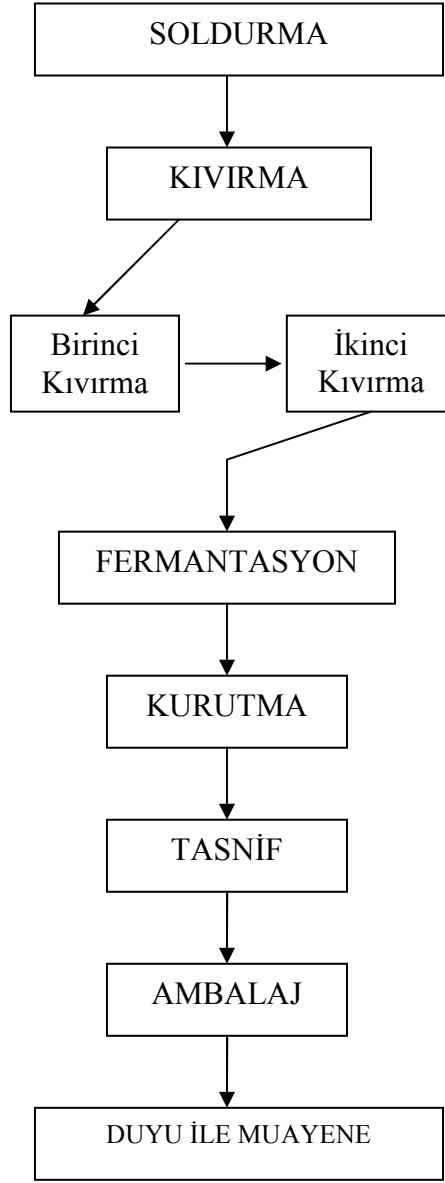 SOLDURMA
KIVIRMA
Birinci
Kıvırma
İkinci
Kıvırma
FERMANTASYON
KURUTMA
TASNİF
AMBALAJ
DUYU İLE MUAYENE